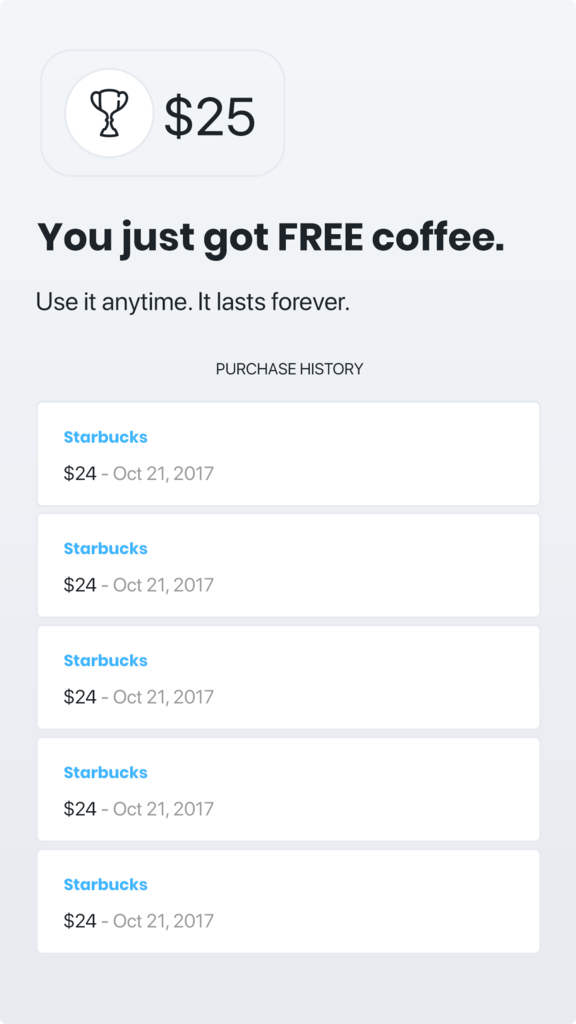 $25
You just got FREE coffee.
Use it anytime. It lasts forever.
PURCHASE HISTORY
Starbucks
$24 - Oct 21, 2017
Starbucks
$24 - Oct 21, 2017
Starbucks
$24 - Oct 21, 2017
Starbucks
$24 - Oct 21, 2017
Starbucks
$24 - Oct 21, 2017